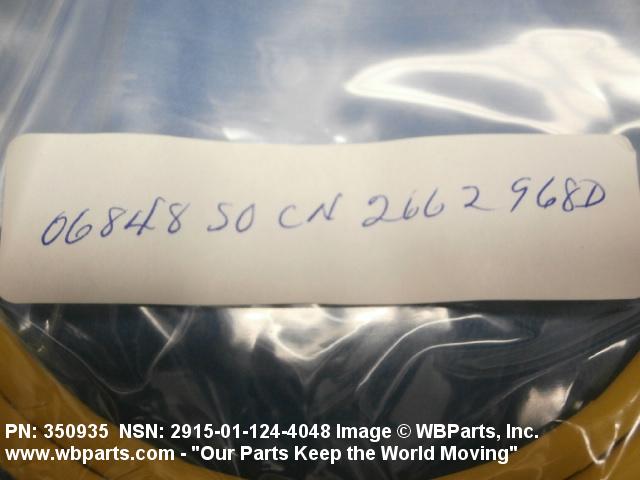 06848 SO CN 2662968D
PN: 350935 NSN: 2915-01-124-4048 Image © WBParts, Inc.
www.wbparts.com - "Our Parts Keep the World Moving"